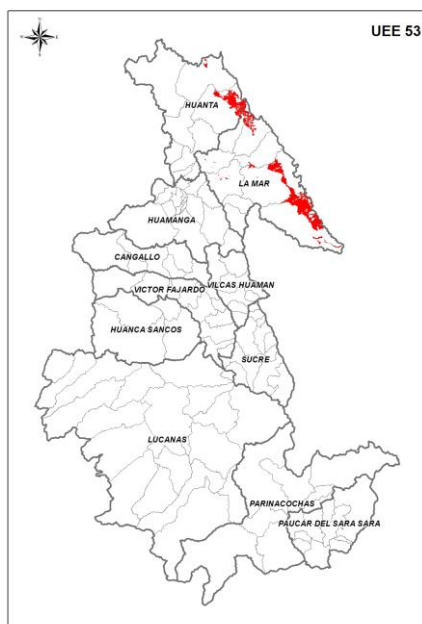 UEE 53
HUANTA
LA MAR
HUAMANGA
CANGALLO
VICTOR FAJARDO
VILCAS HUAMAN
HUANCA SANCOS
SUCRE
LUCANAS
PARINACOCHAS
PAUCAR DEL SARA SARA